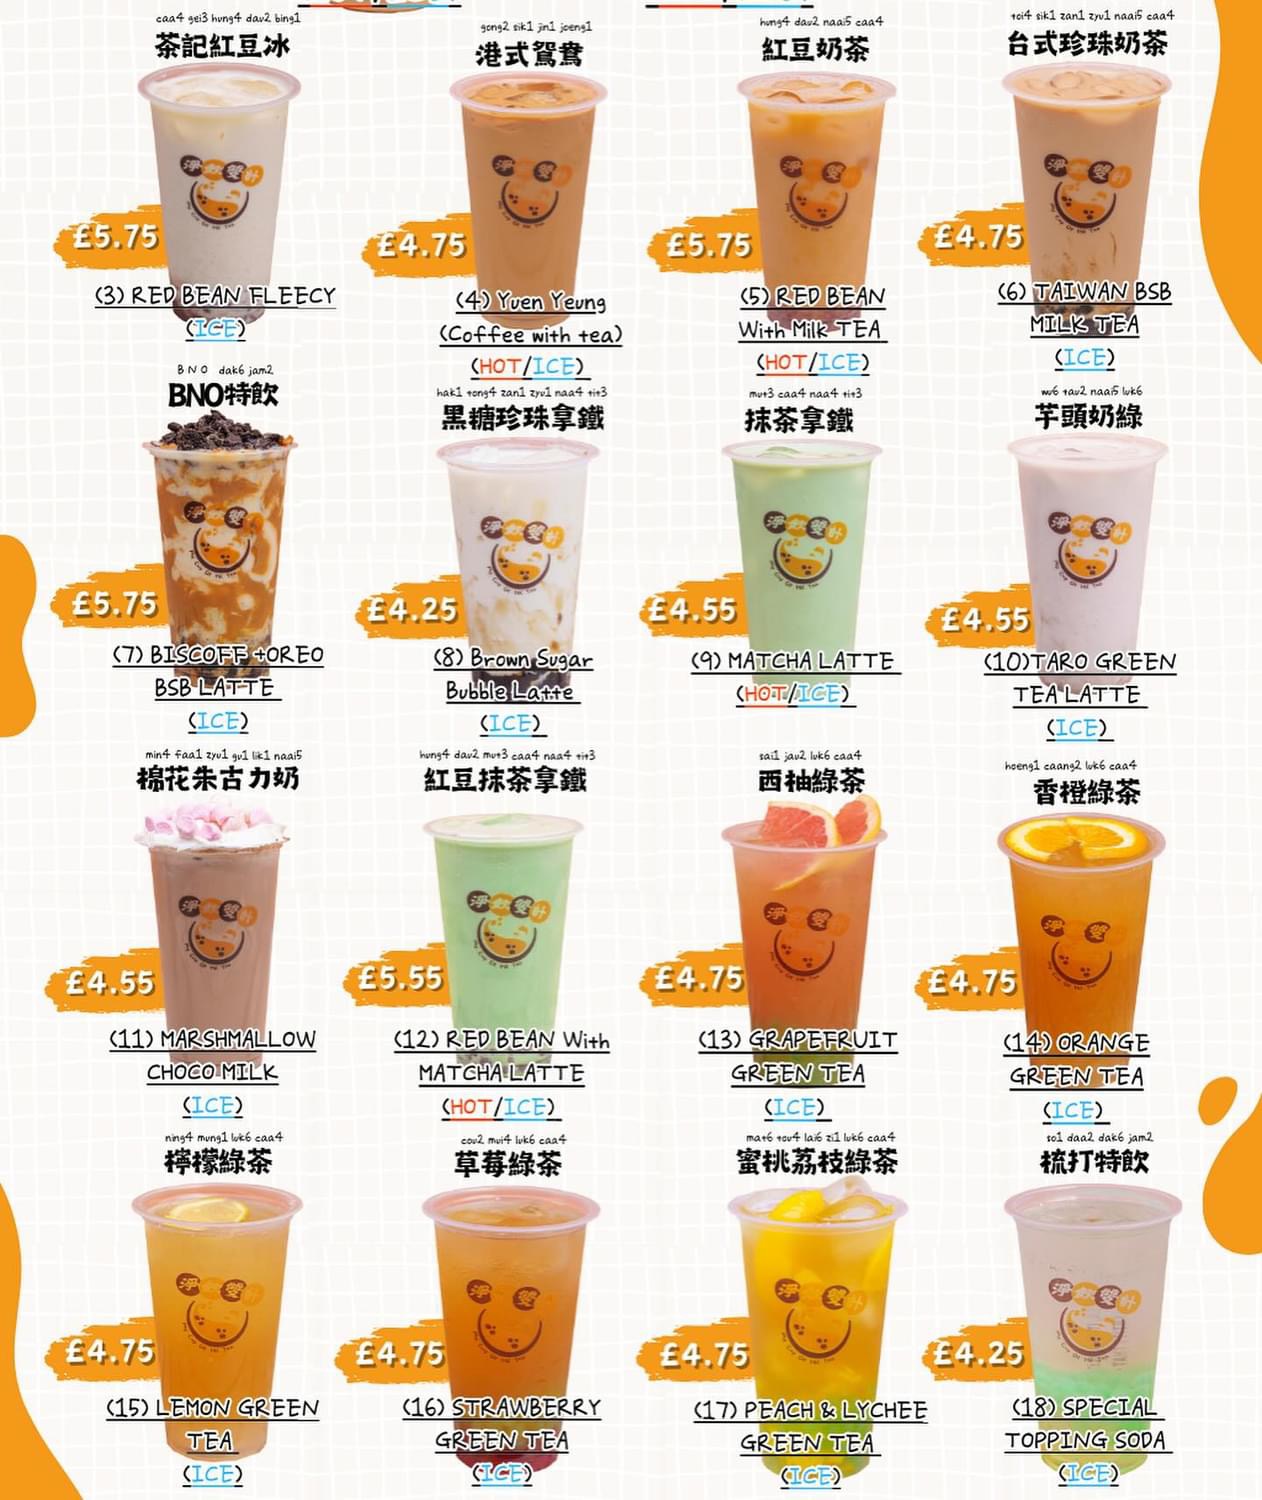 caa4 gei3 hung4 dau2 bing1
茶記紅豆冰
£5.75
(3) RED BEAN FLEECY
(ICE)
gong2 sik1 jin1 joeng1
港式鴛鴦
£4.75
(4) Yuen Yeung
(Coffee with tea)
(HOT/ICE)
hung4 dau2 naai5 caa4
紅豆奶茶
£5.75
(5) RED BEAN
With Milk TEA
(HOT/ICE)
toi4 sik1 zan1 zyu1 naai5 caa4
台式珍珠奶茶
£4.75
(6) TAIWAN BSB
MILK TEA
(ICE)
B N O dak6 jam2
BNO特飲
£5.75
(7) BISCOFF +OREO
BSB LATTE
(ICE)
hak1 tong4 zan1 zyu1 naa4 tit3
黑糖珍珠拿鐵
£4.25
(8) Brown Sugar
Bubble Latte
(ICE)
mut3 caa4 naa4 tit3
抹茶拿鐵
£4.55
(9) MATCHA LATTE
(HOT/ICE)
wu6 tau2 naai5 luk6
芋頭奶綠
£4.55
(10)TARO GREEN
TEA LATTE
(ICE)
min4 faa1 zyu1 gu1 lik1 naai5
棉花朱古力奶
£4.55
(11) MARSHMALLOW
CHOCO MILK
(ICE)
hung4 dau2 mut3 caa4 naa4 tit3
紅豆抹茶拿鐵
£5.55
(12) RED BEAN With
MATCHA LATTE
(HOT/ICE)
sai1 jau2 luk6 caa4
西柚綠茶
£4.75
(13) GRAPEFRUIT
GREEN TEA
(ICE)
hoeng1 caang2 luk6 caa4
香橙綠茶
£4.75
(14) ORANGE
GREEN TEA
(ICE)
ning4 mung1 luk6 caa4
檸檬綠茶
£4.75
(15) LEMON GREEN
TEA
(ICE)
cou2 mui4 luk6 caa4
草莓綠茶
£4.75
(16) STRAWBERRY
GREEN TEA
(ICE)
mat6 tou4 lai6 zi1 luk6 caa4
蜜桃荔枝綠茶
£4.75
(17) PEACH & LYCHEE
GREEN TEA
(ICE)
so1 daa2 dak6 jam2
梳打特飲
£4.25
(18) SPECIAL
TOPPING SODA
(ICE)